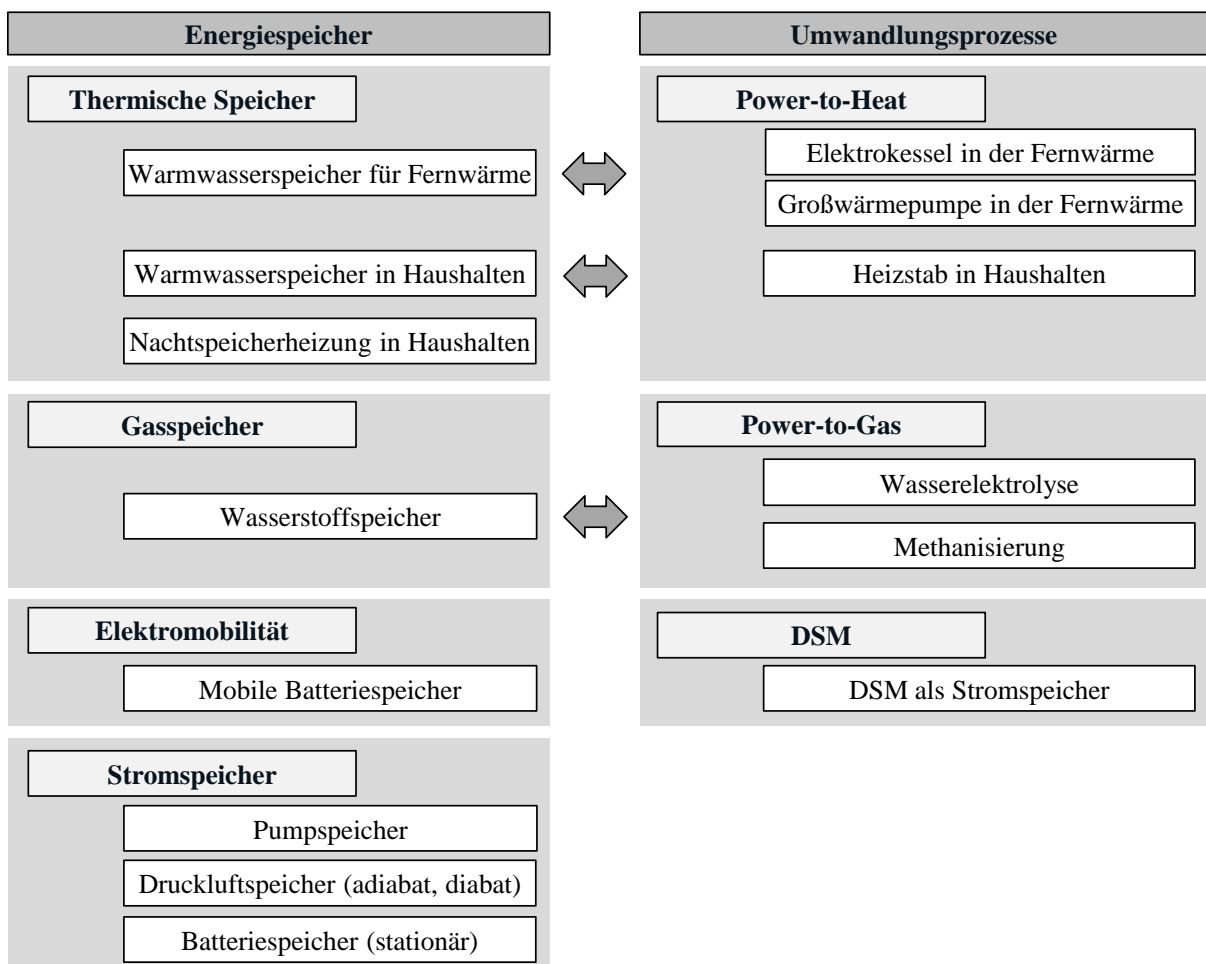 Energiespeicher
Thermische Speicher
Warmwasserspeicher für Fernwärme
Warmwasserspeicher in Haushalten
Nachtspeicherheizung in Haushalten
Gasspeicher
Wasserstoffspeicher
Elektromobilität
Mobile Batteriespeicher
Stromspeicher
Pumpspeicher
Druckluftspeicher (adiabat, diabat)
Batteriespeicher (stationär)
Umwandlungsprozesse
Power-to-Heat
Elektrokessel in der Fernwärme
Großwärmepumpe in der Fernwärme
Heizstab in Haushalten
Power-to-Gas
Wasserelektrolyse
Methanisierung
DSM
DSM als Stromspeicher